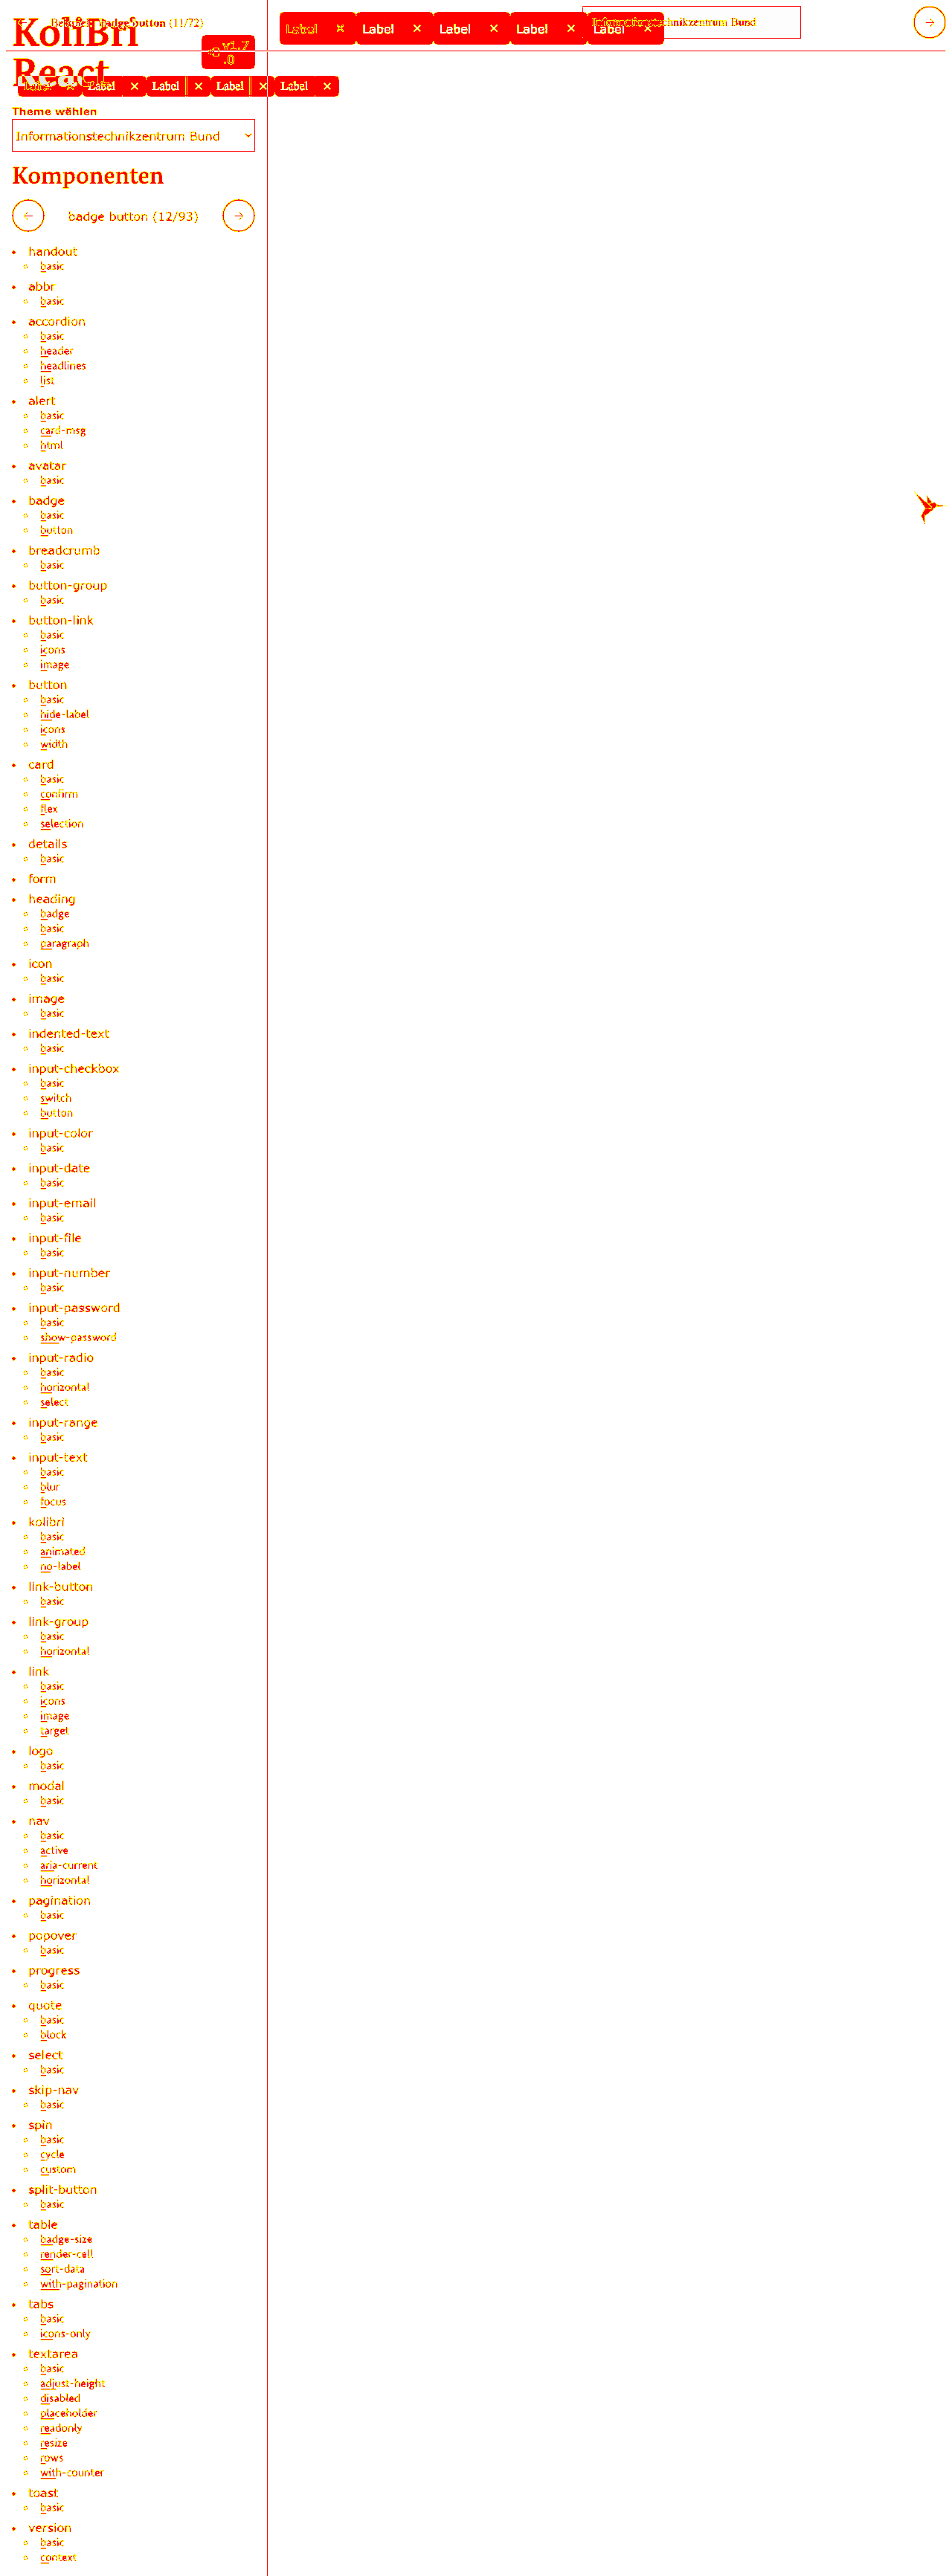 KoliBri
Beispiel: badge button (11/72)
Label Label Label Label Label
Informationstechnikzentrum Bund
v1.7
.0
React
Label Label Label Label
Theme wählen
Informationstechnikzentrum Bund
Komponenten
badge button (12/93)
handout
basic
abbr
basic
accordion
basic
header
headlines
list
alert
basic
card-msg
html
avatar
basic
badge
basic
button
breadcrumb
basic
button-group
basic
button-link
basic
icons
image
button
basic
hide-label
icons
width
card
basic
confirm
flex
selection
details
basic
form
heading
badge
basic
paragraph
icon
basic
image
basic
indented-text
basic
input-checkbox
basic
switch
button
input-color
basic
input-date
basic
input-email
basic
input-file
basic
input-number
basic
input-password
basic
show-password
input-radio
basic
horizontal
select
input-range
basic
input-text
basic
blur
focus
kolibri
basic
animated
no-label
link-button
basic
link-group
basic
horizontal
link
basic
icons
image
target
logo
basic
modal
basic
nav
basic
active
aria-current
horizontal
pagination
basic
popover
basic
progress
basic
quote
basic
block
select
basic
skip-nav
basic
spin
basic
cycle
custom
split-button
basic
table
badge-size
render-cell
sort-data
with-pagination
tabs
basic
icons-only
textarea
basic
adjust-height
disabled
placeholder
readonly
resize
rows
with-counter
toast
basic
version
basic
context